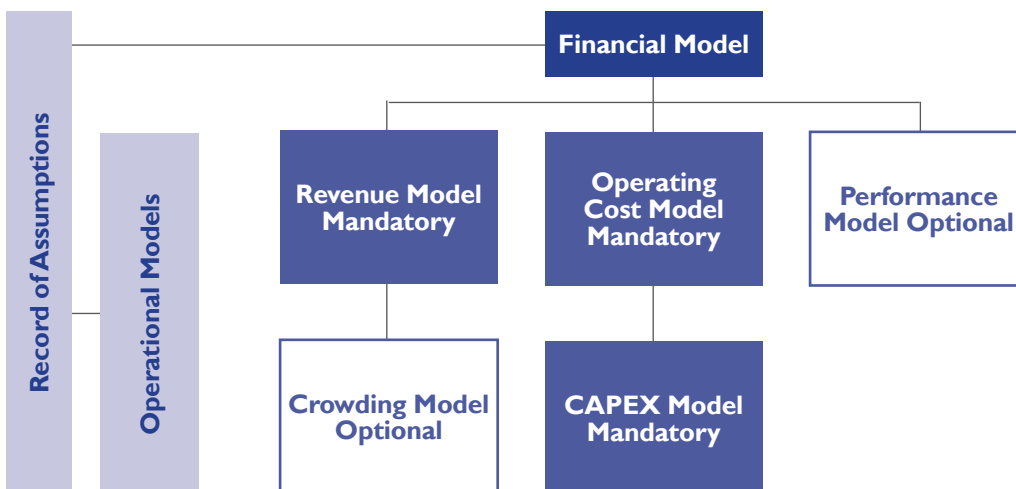 Financial Model
Record of Assumptions
Operational Models
Revenue Model
Mandatory
Operating
Cost Model
Mandatory
Performance
Model Optional
Crowding Model
Optional
CAPEX Model
Mandatory